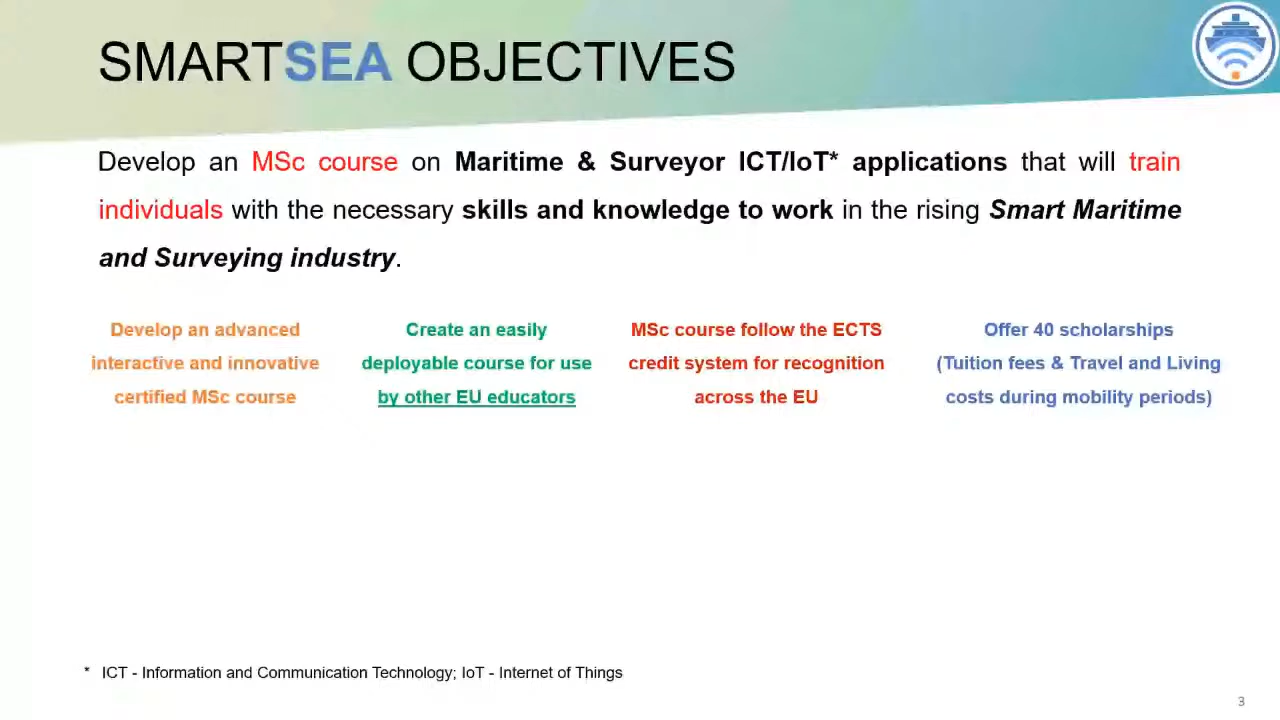 SMARTSEA OBJECTIVES
Develop an MSc course on Maritime & Surveyor ICT/IoT* applications that will train
individuals with the necessary skills and knowledge to work in the rising Smart Maritime
and Surveying industry.
Develop an advanced
interactive and innovative
certified MSc course
Create an easily
deployable course for use
by other EU educators
MSc course follow the ECTS
credit system for recognition
across the EU
Offer 40 scholarships
(Tuition fees & Travel and Living
costs during mobility periods)
* ICT - Information and Communication Technology; IoT - Internet of Things
3